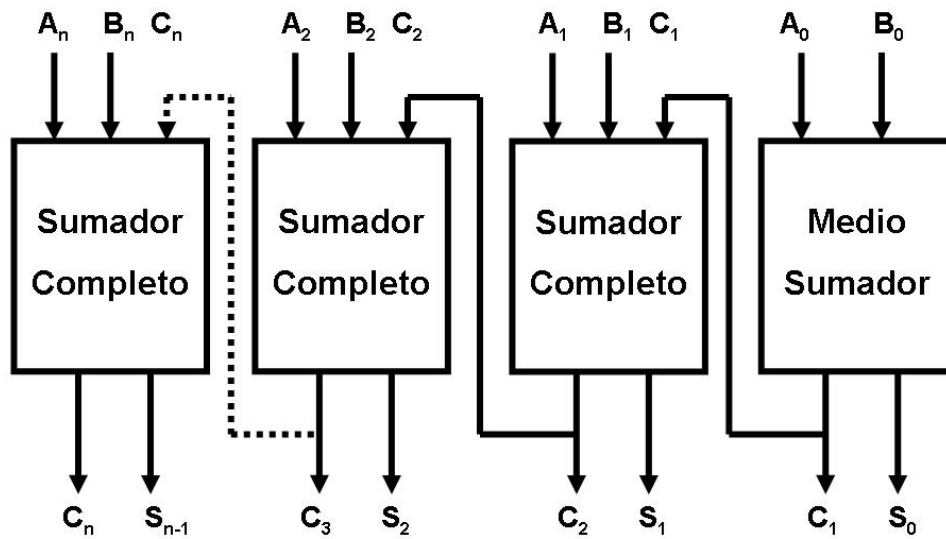 Aₙ Bₙ Cₙ A₂ B₂ C₂ A₁ B₁ C₁ A₀ B₀
Sumador Sumador Sumador Medio
Completo Completo Completo Sumador
Cₙ Sₙ₋₁ C₃ S₂ C₂ S₁ C₁ S₀